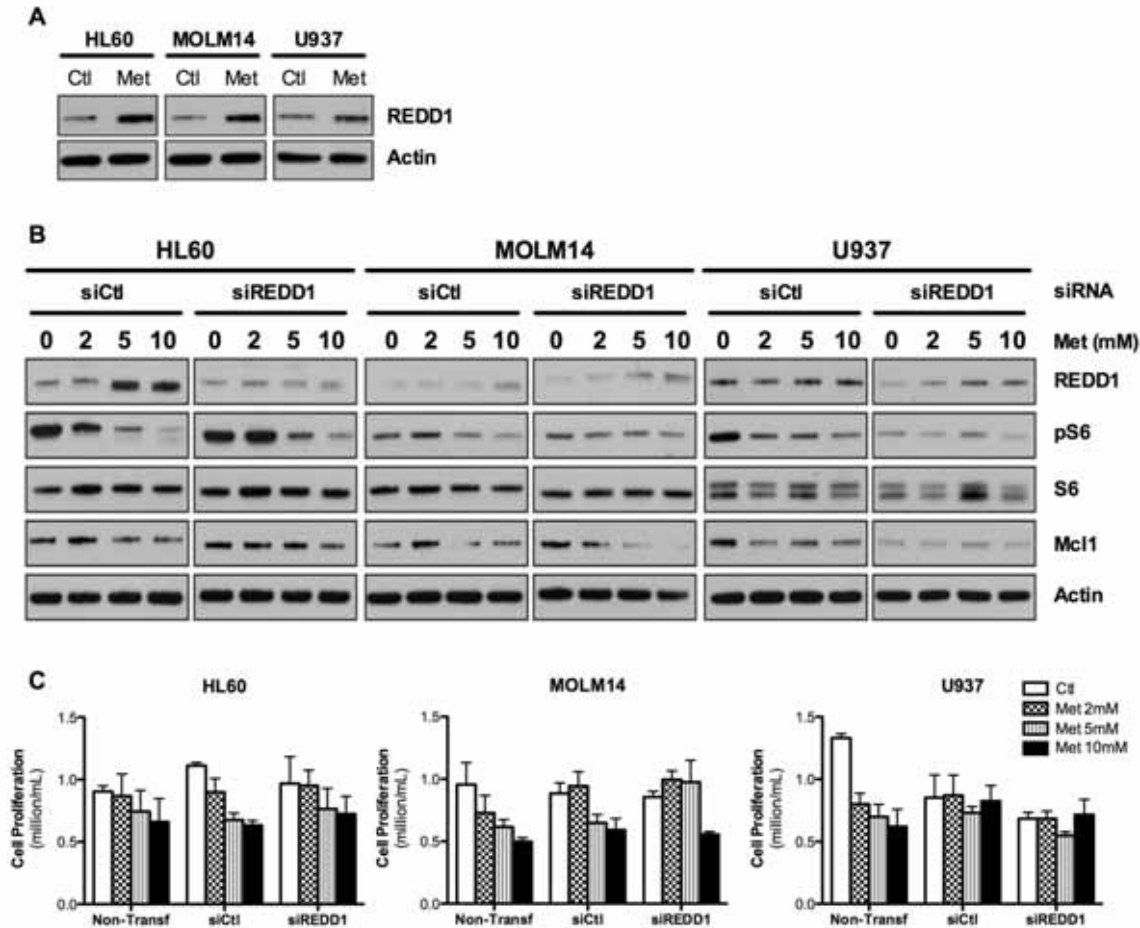 A
HL60 MOLM14 U937
Ctl Met Ctl Met Ctl Met
REDD1
Actin
B
HL60 MOLM14 U937
siCtl siREDD1 siCtl siREDD1 siCtl siREDD1 siRNA
0 2 5 10 0 2 5 10 0 2 5 10 0 2 5 10 0 2 5 10 0 2 5 10 Met (mM)
REDD1
pS6
S6
Mcl1
Actin
C
HL60
Cell Proliferation
(million/mL)
1.5
1.0
0.5
0.0
Non-Transf siCtl siREDD1
MOLM14
Cell Proliferation
(million/mL)
1.5
1.0
0.5
0.0
Non-Transf siCtl siREDD1
U937
Cell Proliferation
(million/mL)
1.5
1.0
0.5
0.0
Non-Transf siCtl siREDD1
Ctl
Met 2mM
Met 5mM
Met 10mM